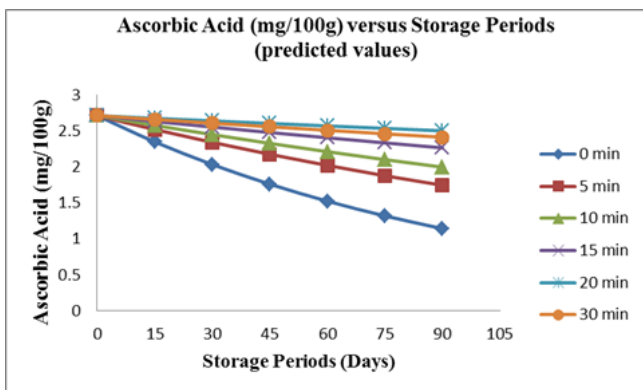 Ascorbic Acid (mg/100g) versus Storage Periods
(predicted values)
Ascorbic Acid (mg/100g)
3
2.5
2
1.5
1
0.5
0
0 15 30 45 60 75 90 105
Storage Periods (Days)
0 min
5 min
10 min
15 min
20 min
30 min